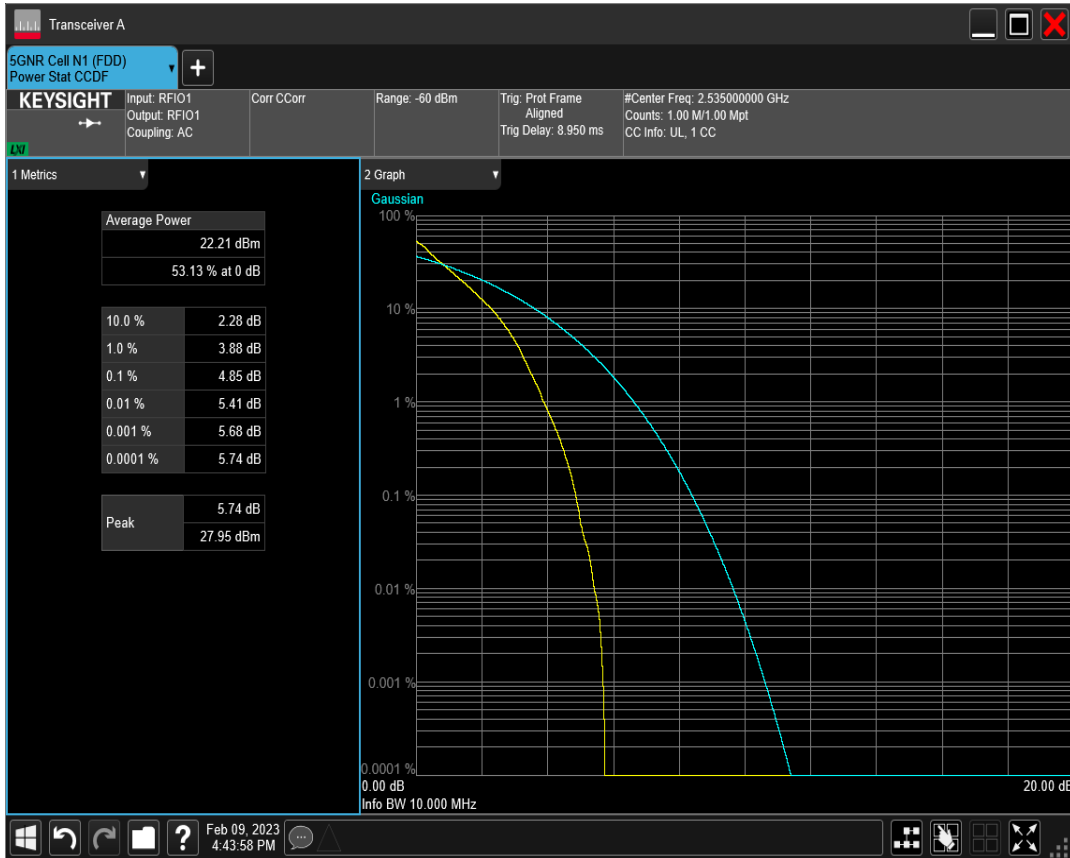 Transceiver A
5GNR Cell N1 (FDD)
Power Stat CCDF
+
KEYSIGHT
LXI
Input: RFIO1
Output: RFIO1
Coupling: AC
Corr CCorr
Range: -60 dBm
Trig: Prot Frame
Aligned
Trig Delay: 8.950 ms
#Center Freq: 2.535000000 GHz
Counts: 1.00 M/1.00 Mpt
CC Info: UL, 1 CC
1 Metrics
Average Power
22.21 dBm
53.13 % at 0 dB
10.0 % 2.28 dB
1.0 % 3.88 dB
0.1 % 4.85 dB
0.01 % 5.41 dB
0.001 % 5.68 dB
0.0001 % 5.74 dB
Peak
5.74 dB
27.95 dBm
2 Graph
Gaussian
100 %
10 %
1 %
0.1 %
0.01 %
0.001 %
0.0001 %
0.00 dB 20.00 dB
Info BW 10.000 MHz
?
Feb 09, 2023
4:43:58 PM